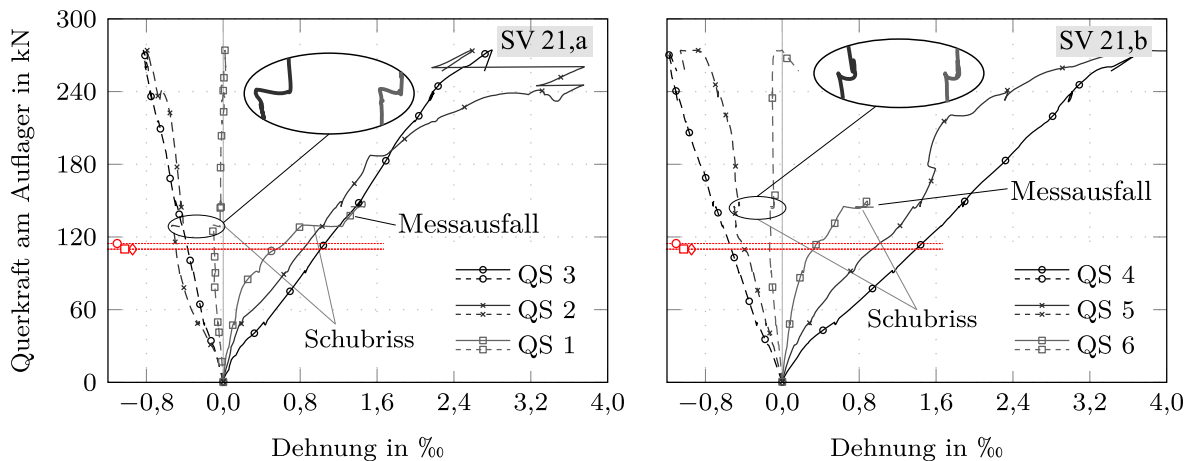 Querkraft am Auflager in kN
300
240
180
120
60
0
SV 21,a
Messausfall
QS 3
QS 2
QS 1
Schubriss
−0,8 0,0 0,8 1,6 2,4 3,2 4,0
Dehnung in ‰
SV 21,b
Messausfall
QS 4
QS 5
QS 6
Schubriss
−0,8 0,0 0,8 1,6 2,4 3,2 4,0
Dehnung in ‰